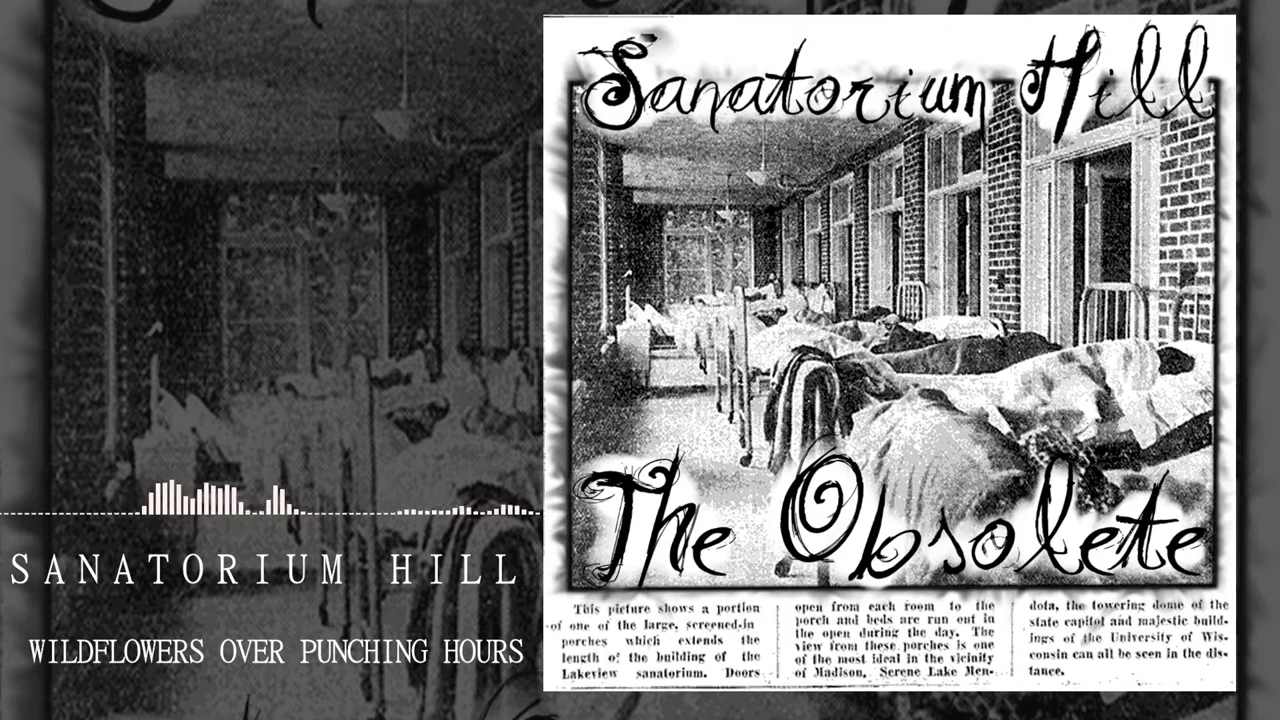 Sanatorium Hill
The Obsolete
This picture shows a portion
of one of the large, screened-in
porches which extends the
length of the building of the
Lakeview sanatorium. Doors
open from each room to the
porch and beds are run out in
the open during the day. The
view from these porches is one
of the most ideal in the vicinity
of Madison. Serene Lake Men-
dota, the towering dome of the
state capitol and majestic build-
ings of the University of Wis-
consin can all be seen in the dis-
tance.
SANATORIUM HILL
WILDFLOWERS OVER PUNCHING HOURS